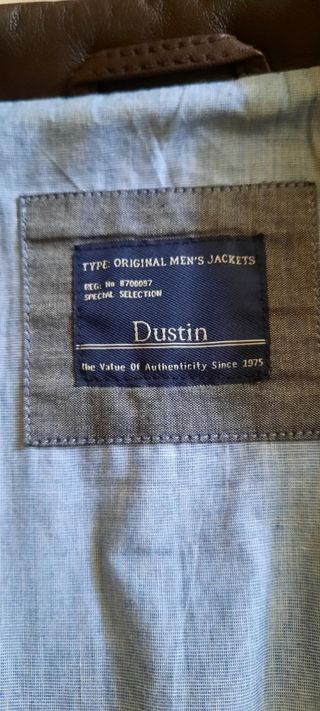 TYPE: ORIGINAL MEN'S JACKETS
REG: No 8700097
SPECIAL SELECTION
Dustin
the Value Of Authenticity Since 1975